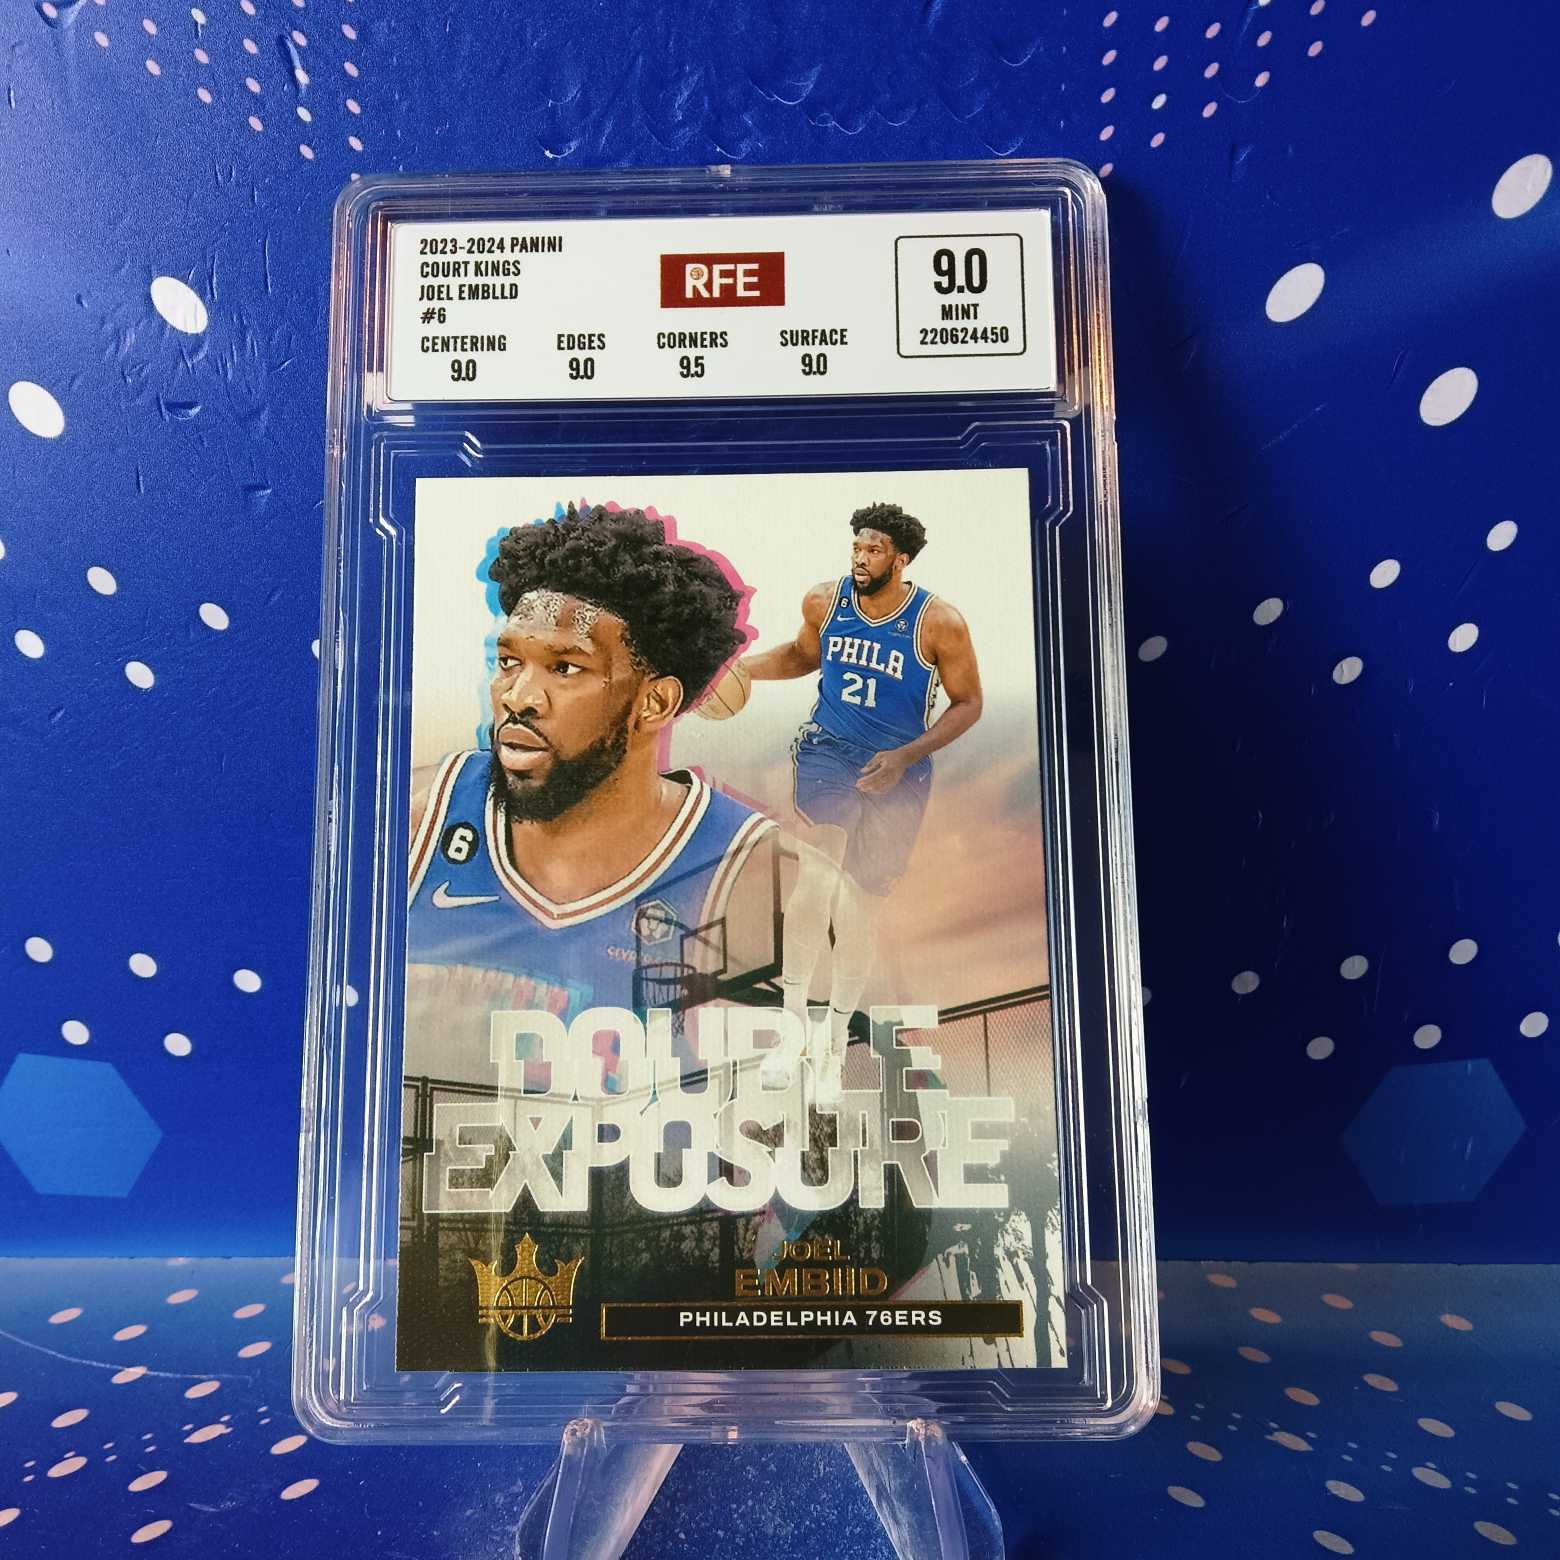 2023-2024 PANINI
COURT KINGS
JOEL EMBLLD
#6
RFE
9.0
MINT
220624450
CENTERING EDGES CORNERS SURFACE
9.0 9.0 9.5 9.0
6
PHILA
21
6
DOUBLE
EXPOSURE
JOEL
EMBIID
PHILADELPHIA 76ERS